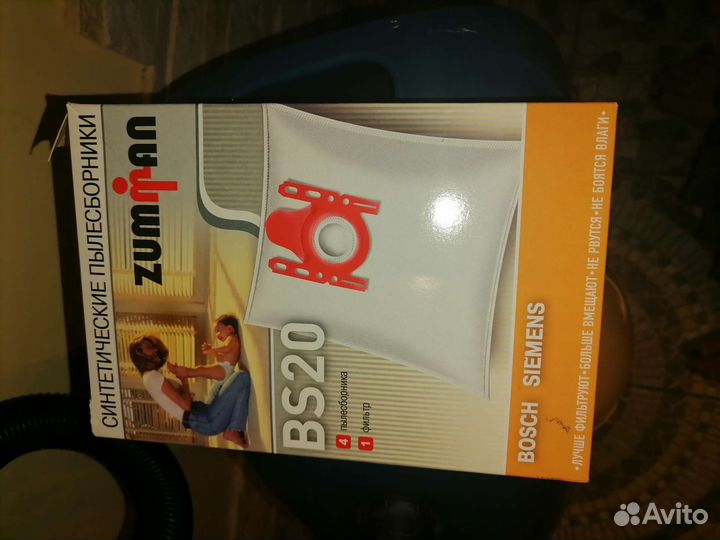 СИНТЕТИЧЕСКИЕ ПЫЛЕСБОРНИКИ
ZUMMAN
BS20
4 пылесборника
1 фильтр
BOSCH SIEMENS
•ЛУЧШЕ ФИЛЬТРУЮТ•БОЛЬШЕ ВМЕЩАЮТ•НЕ РВУТСЯ•НЕ БОЯТСЯ ВЛАГИ•
Avito